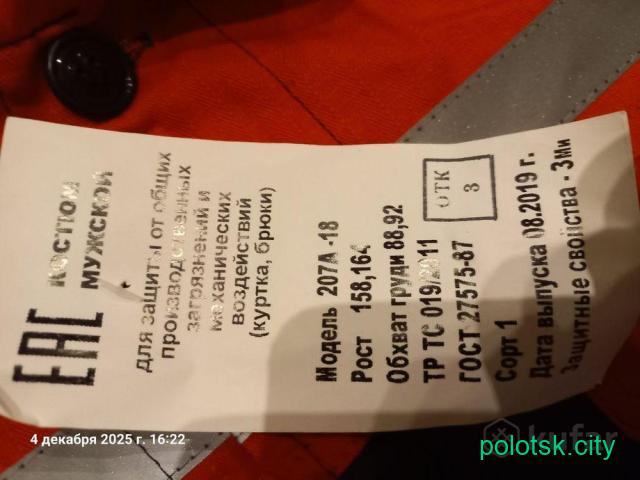 ЕАС
КОСТЮМ
МУЖСКОЙ
для защиты от общих
производственных
загрязнений и
механических
воздействий
(куртка, брюки)
Модель 207А -18
Рост 158,164
Обхват груди 88,92
ТР ТС 019/2011
ГОСТ 27575-87
Сорт 1
Дата выпуска 08.2019 г.
Защитные свойства - ЗМи
ОТК
3
4 декабря 2025 г. 16:22
kufar
polotsk.city